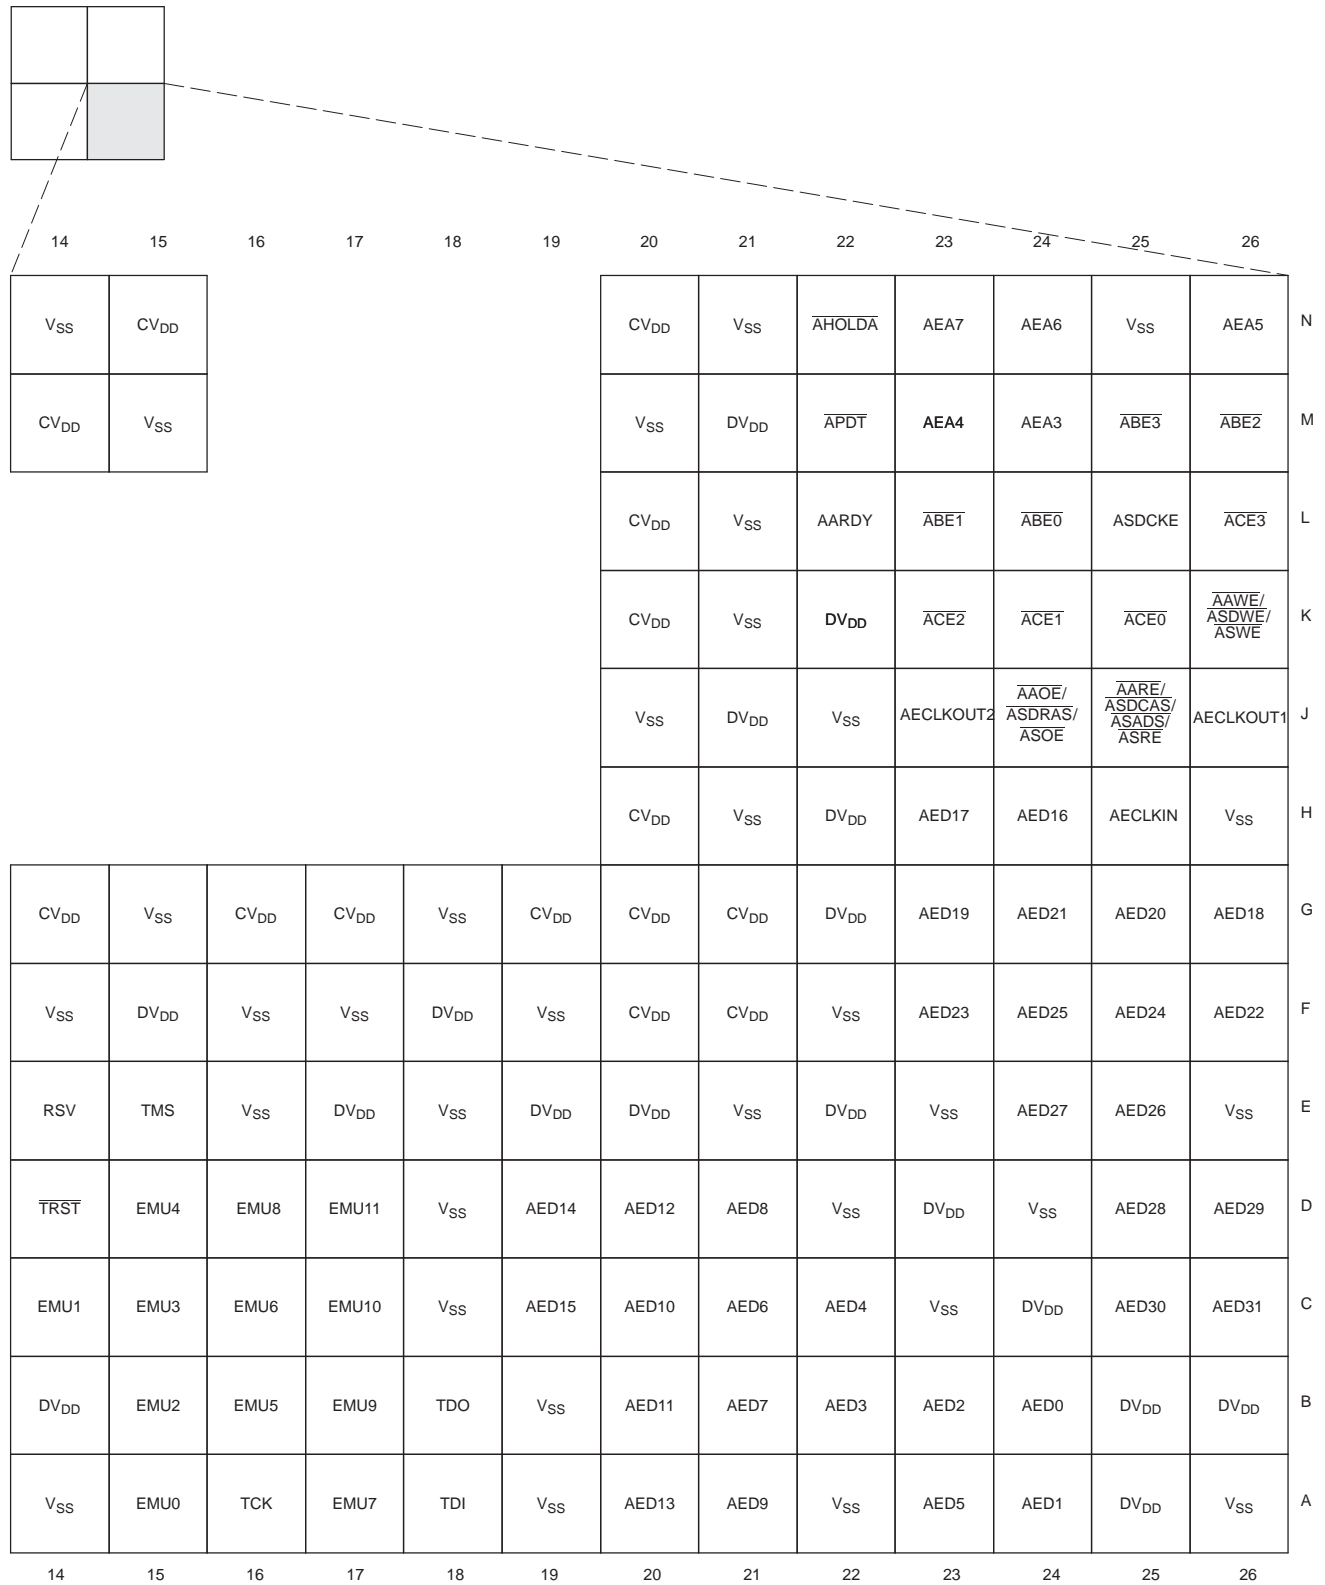 14 15 16 17 18 19 20 21 22 23 24 25 26
VSS CVDD CVDD VSS AHOLDA AEA7 AEA6 VSS AEA5 N
CVDD VSS VSS DVDD APDT AEA4 AEA3 ABE3 ABE2 M
CVDD VSS AARDY ABE1 ABE0 ASDCKE ACE3 L
CVDD VSS DVDD ACE2 ACE1 ACE0 AAWE/ ASDWE/ ASWE K
VSS DVDD VSS AECLKOUT2 AAOE/ ASDRAS/ ASOE AARE/ ASDCAS/ ASADS/ ASRE AECLKOUT1 J
CVDD VSS DVDD AED17 AED16 AECLKIN VSS H
CVDD VSS CVDD CVDD VSS CVDD CVDD CVDD DVDD AED19 AED21 AED20 AED18 G
VSS DVDD VSS VSS DVDD VSS CVDD CVDD VSS AED23 AED25 AED24 AED22 F
RSV TMS VSS DVDD VSS DVDD DVDD VSS DVDD VSS AED27 AED26 VSS E
TRST EMU4 EMU8 EMU11 VSS AED14 AED12 AED8 VSS DVDD VSS AED28 AED29 D
EMU1 EMU3 EMU6 EMU10 VSS AED15 AED10 AED6 AED4 VSS DVDD AED30 AED31 C
DVDD EMU2 EMU5 EMU9 TDO VSS AED11 AED7 AED3 AED2 AED0 DVDD DVDD B
VSS EMU0 TCK EMU7 TDI VSS AED13 AED9 VSS AED5 AED1 DVDD VSS A
14 15 16 17 18 19 20 21 22 23 24 25 26